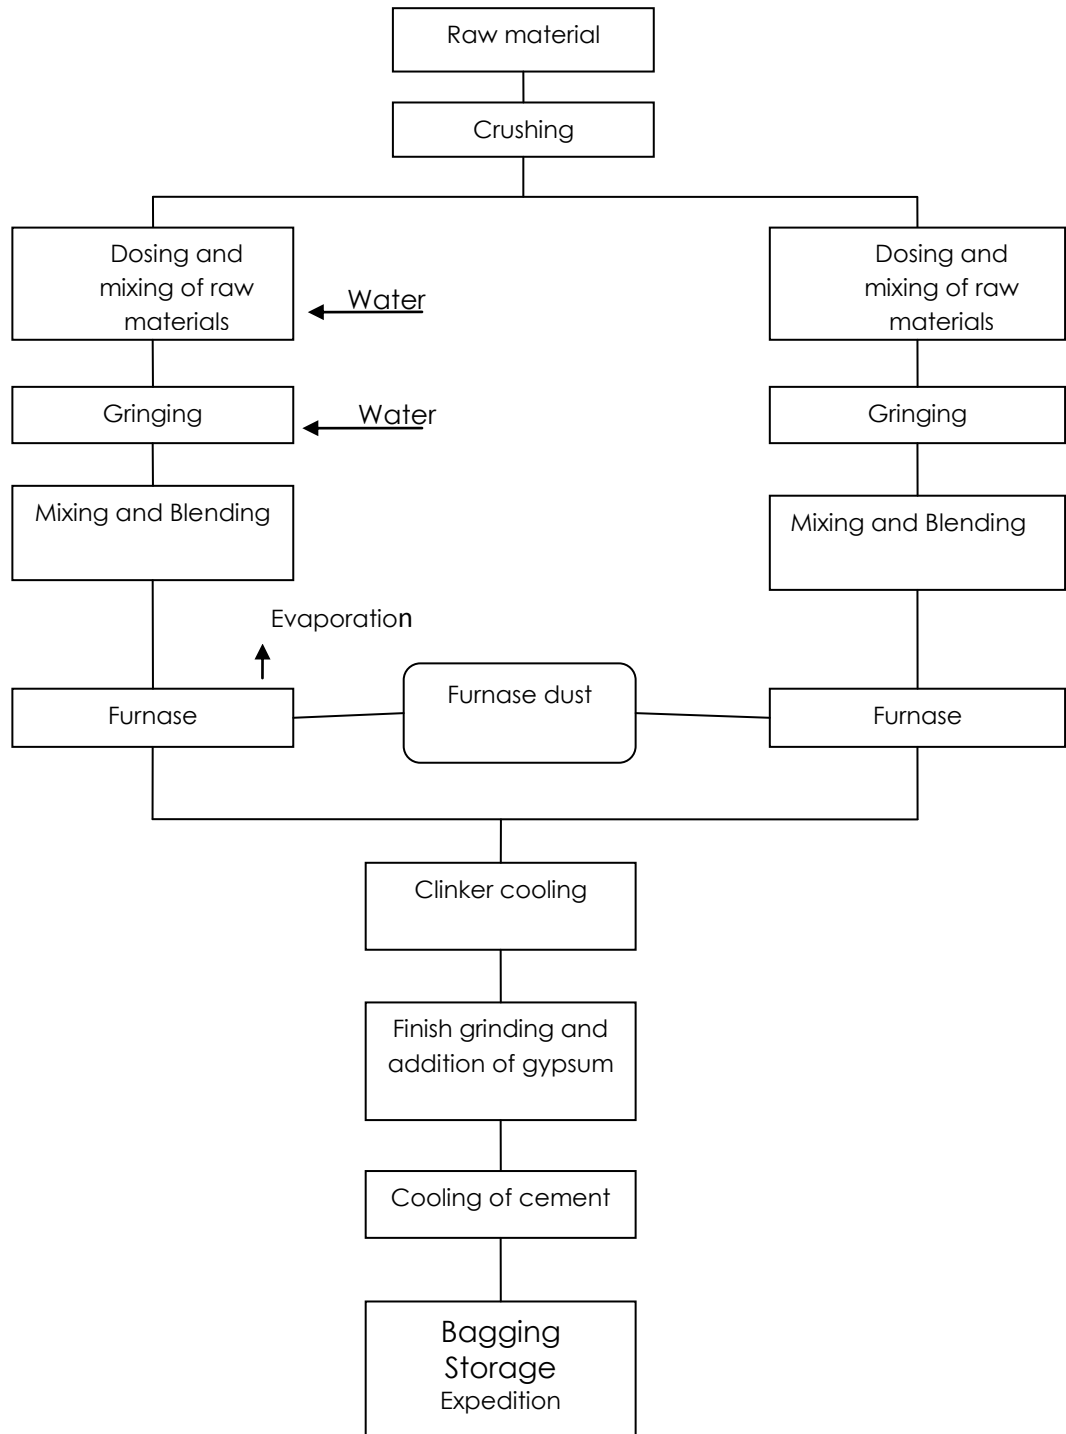 Raw material
Crushing
Dosing and
mixing of raw
materials
Water
Dosing and
mixing of raw
materials
Gringing
Water
Gringing
Mixing and Blending
Mixing and Blending
Evaporation
Furnase
Furnase dust
Furnase
Clinker cooling
Finish grinding and
addition of gypsum
Cooling of cement
Bagging
Storage
Expedition